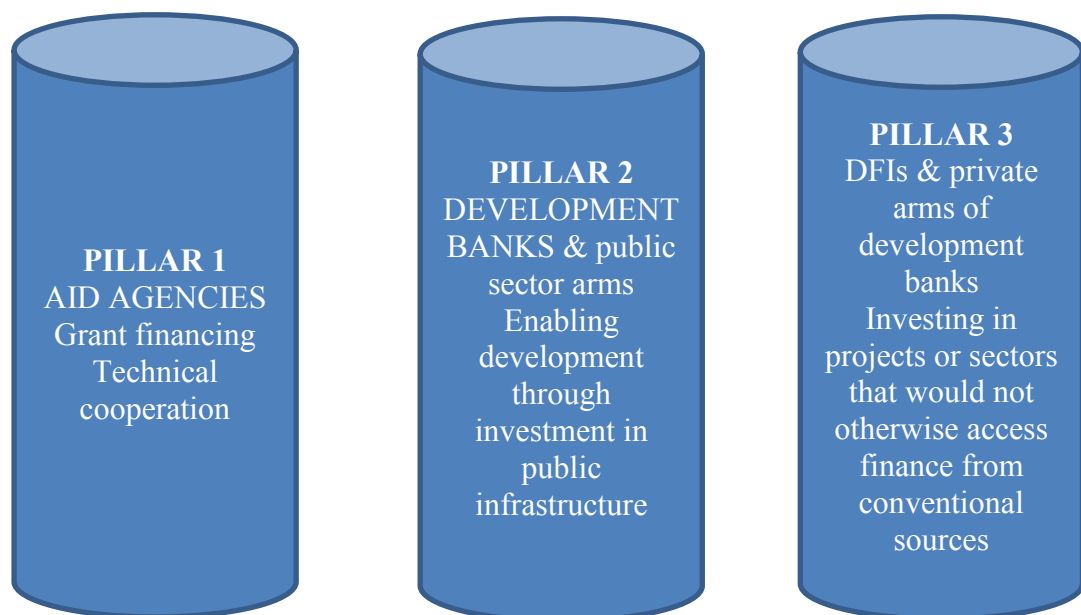 PILLAR 1
AID AGENCIES
Grant financing
Technical
cooperation
PILLAR 2
DEVELOPMENT
BANKS & public
sector arms
Enabling
development
through
investment in
public
infrastructure
PILLAR 3
DFIs & private
arms of
development
banks
Investing in
projects or sectors
that would not
otherwise access
finance from
conventional
sources